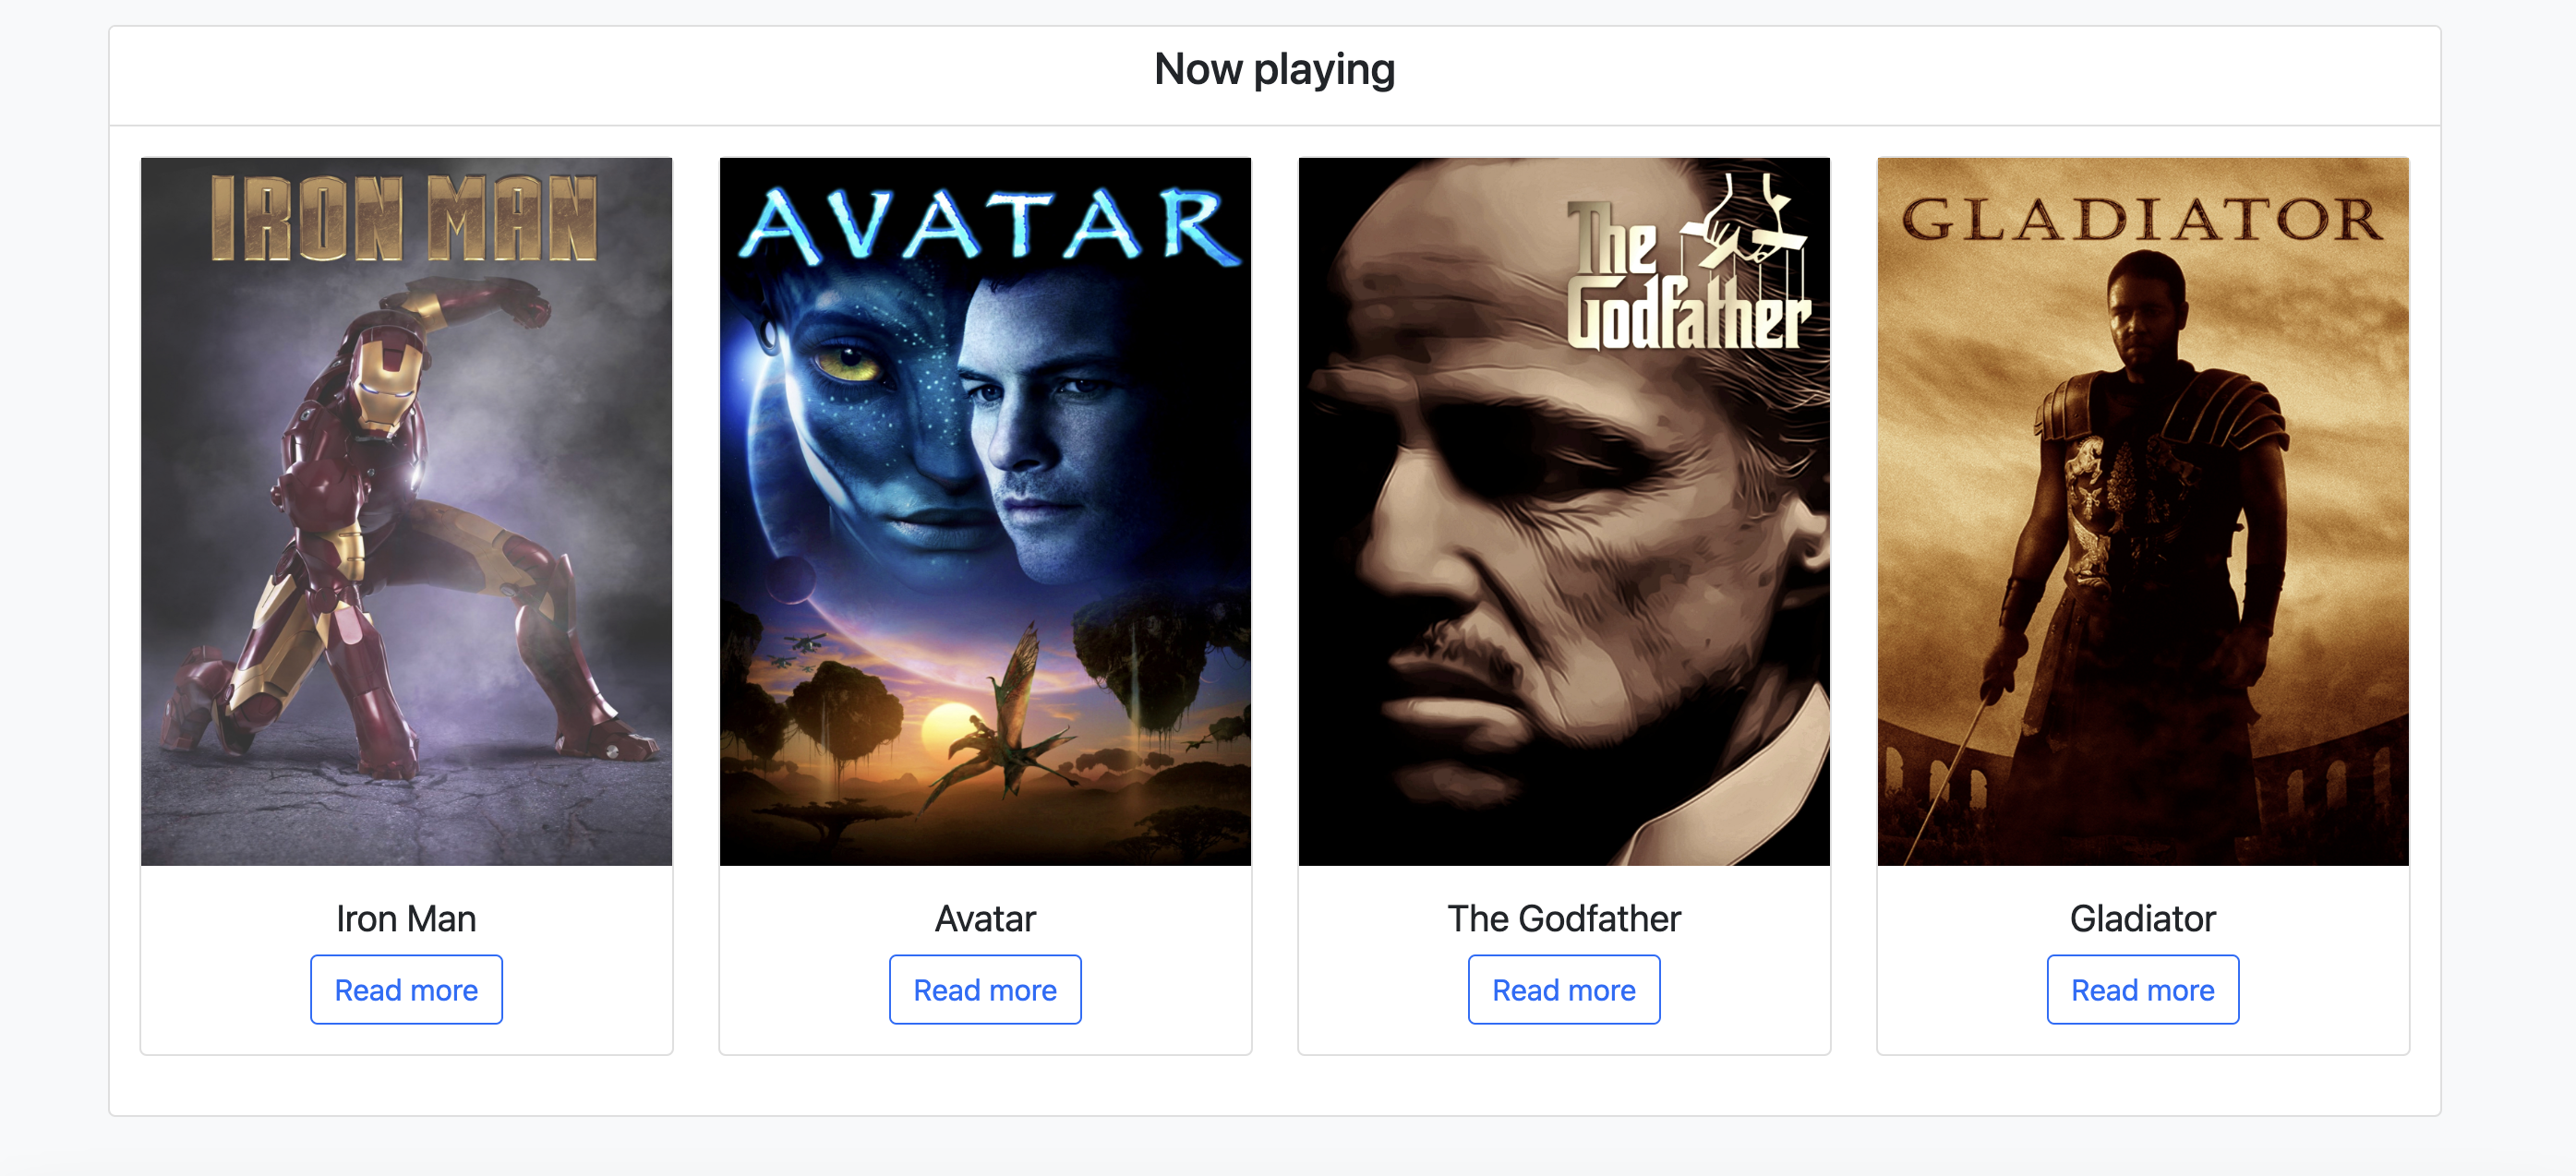 Now playing
IRON MAN
AVATAR
The
Godfather
GLADIATOR
Iron Man
Avatar
The Godfather
Gladiator
Read more
Read more
Read more
Read more